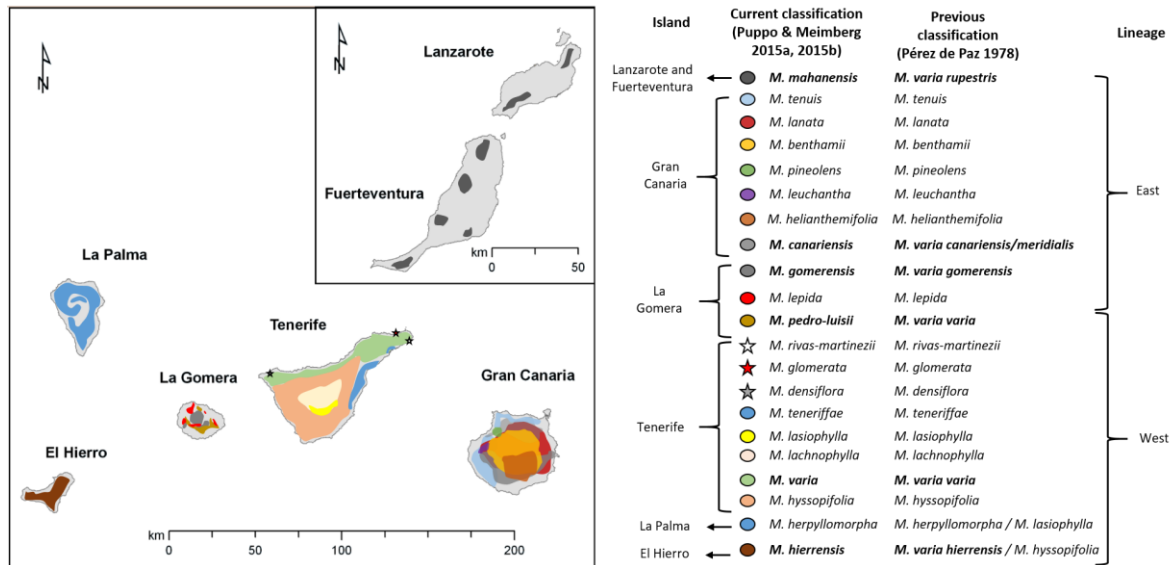 Lanzarote
Fuerteventura
km
0 50
La Palma
Tenerife
La Gomera
Gran Canaria
El Hierro
km
0 50 100 200
Island
Current classification
(Puppo & Meimberg
2015a, 2015b)
Previous
classification
(Pérez de Paz 1978)
Lineage
Lanzarote and
Fuerteventura
M. mahanensis M. varia rupestris
M. tenuis M. tenuis
M. lanata M. lanata
M. benthamii M. benthamii
Gran
Canaria
M. pineolens M. pineolens
M. leuchantha M. leuchantha
East
M. helianthemifolia M. helianthemifolia
M. canariensis M. varia canariensis/meridialis
M. gomerensis M. varia gomerensis
La
Gomera
M. lepida M. lepida
M. pedro-luisii M. varia varia
M. rivas-martinezii M. rivas-martinezii
M. glomerata M. glomerata
M. densiflora M. densiflora
M. teneriffae M. teneriffae
Tenerife
M. lasiophylla M. lasiophylla
West
M. lachnophylla M. lachnophylla
M. varia M. varia varia
M. hyssopifolia M. hyssopifolia
La Palma M. herpyllomorpha M. herpyllomorpha / M. lasiophylla
El Hierro M. hierrensis M. varia hierrensis / M. hyssopifolia